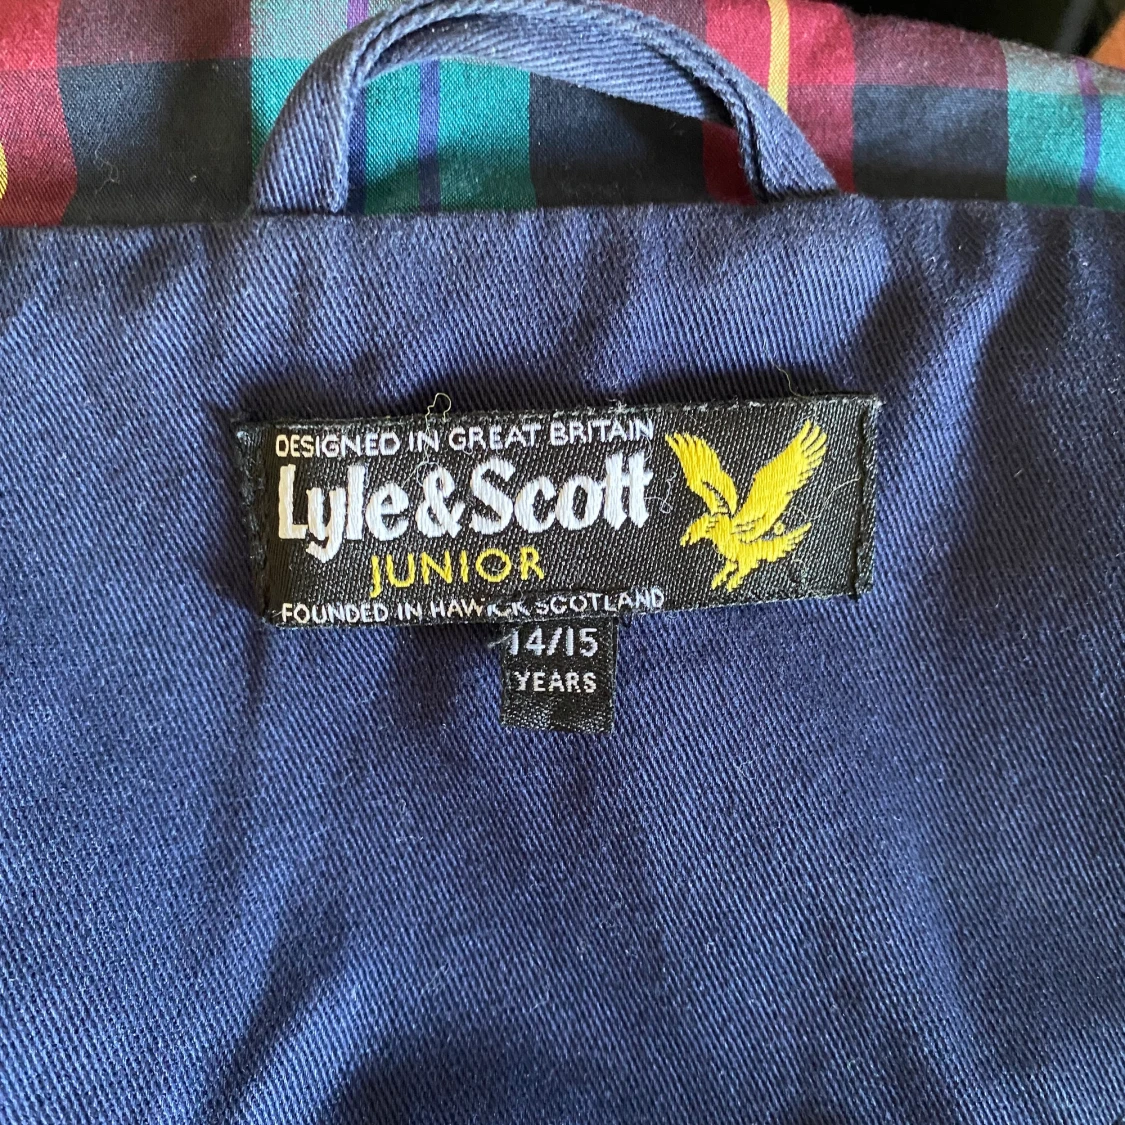 DESIGNED IN GREAT BRITAIN
Lyle&Scott
JUNIOR
FOUNDED IN HAWICK SCOTLAND
14/15
YEARS